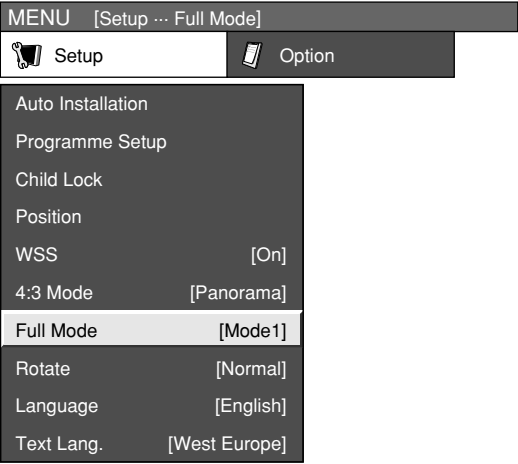 MENU [Setup ··· Full Mode]
Setup Option
Auto Installation
Programme Setup
Child Lock
Position
WSS [On]
4:3 Mode [Panorama]
Full Mode [Mode1]
Rotate [Normal]
Language [English]
Text Lang. [West Europe]